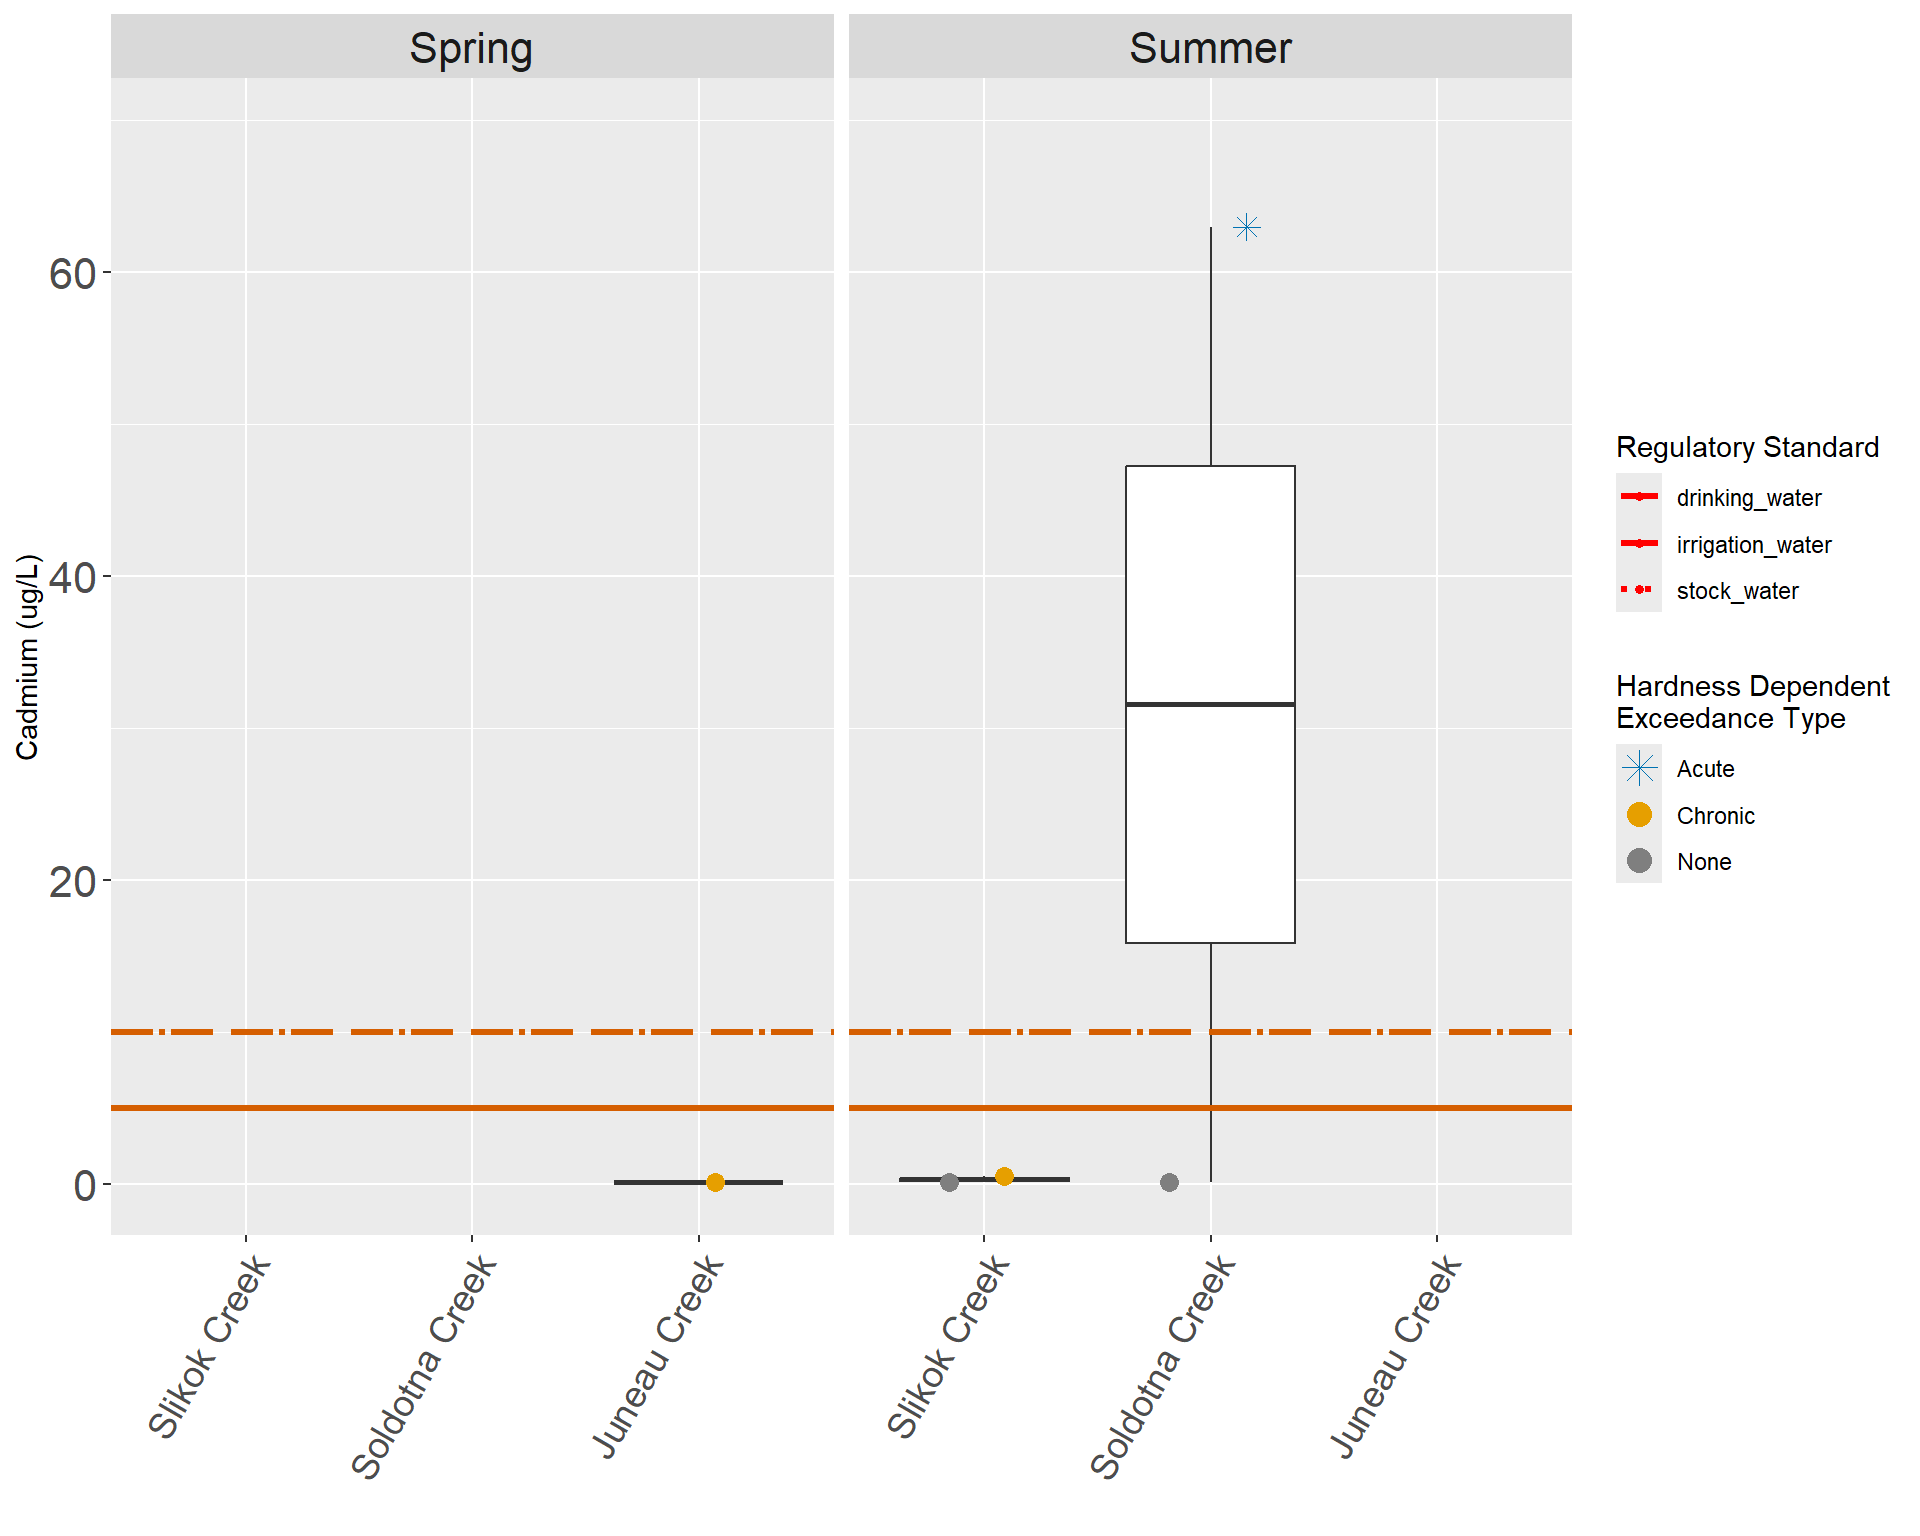 Spring
Summer
Cadmium (ug/L)
60
40
20
0
Slikok Creek
Soldotna Creek
Juneau Creek
Slikok Creek
Soldotna Creek
Juneau Creek
Regulatory Standard
drinking_water
irrigation_water
stock_water
Hardness Dependent
Exceedance Type
Acute
Chronic
None